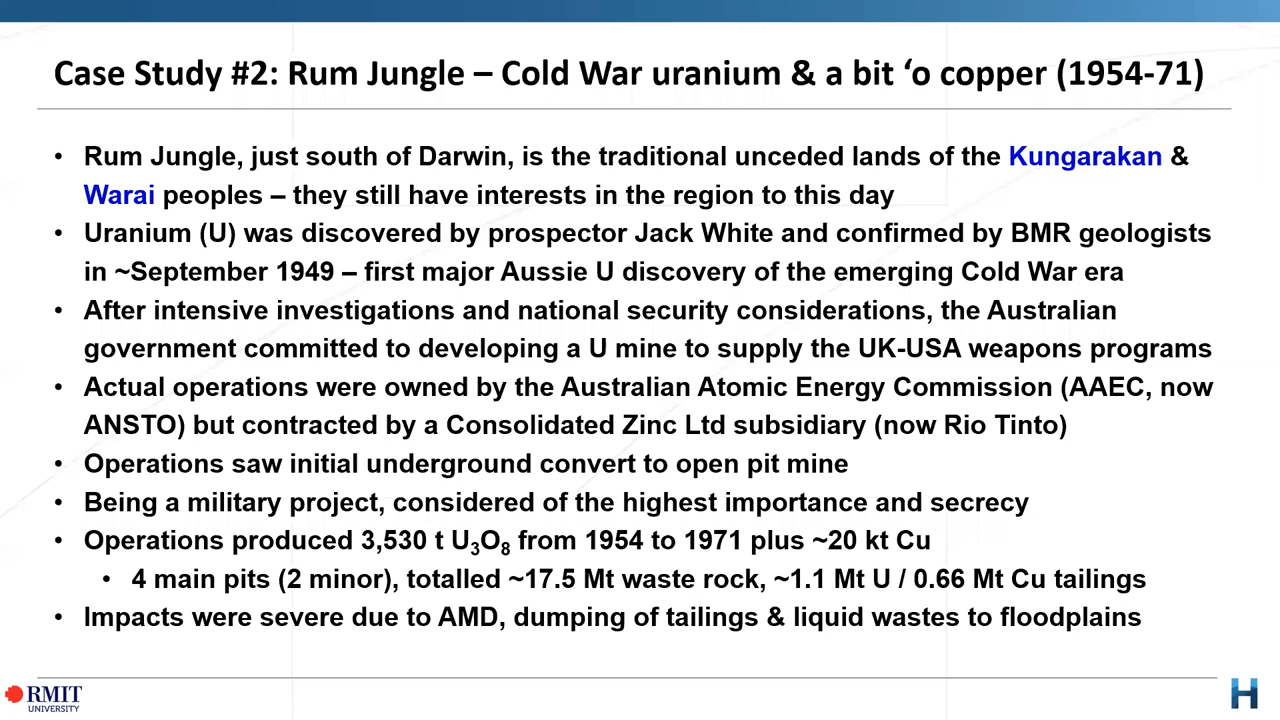 Case Study #2: Rum Jungle – Cold War uranium & a bit ‘o copper (1954-71)
• Rum Jungle, just south of Darwin, is the traditional unceded lands of the Kungarakan &
Warai peoples – they still have interests in the region to this day
• Uranium (U) was discovered by prospector Jack White and confirmed by BMR geologists
in ~September 1949 – first major Aussie U discovery of the emerging Cold War era
• After intensive investigations and national security considerations, the Australian
government committed to developing a U mine to supply the UK-USA weapons programs
• Actual operations were owned by the Australian Atomic Energy Commission (AAEC, now
ANSTO) but contracted by a Consolidated Zinc Ltd subsidiary (now Rio Tinto)
• Operations saw initial underground convert to open pit mine
• Being a military project, considered of the highest importance and secrecy
• Operations produced 3,530 t U₃O₈ from 1954 to 1971 plus ~20 kt Cu
• 4 main pits (2 minor), totalled ~17.5 Mt waste rock, ~1.1 Mt U / 0.66 Mt Cu tailings
• Impacts were severe due to AMD, dumping of tailings & liquid wastes to floodplains
RMIT
UNIVERSITY
H